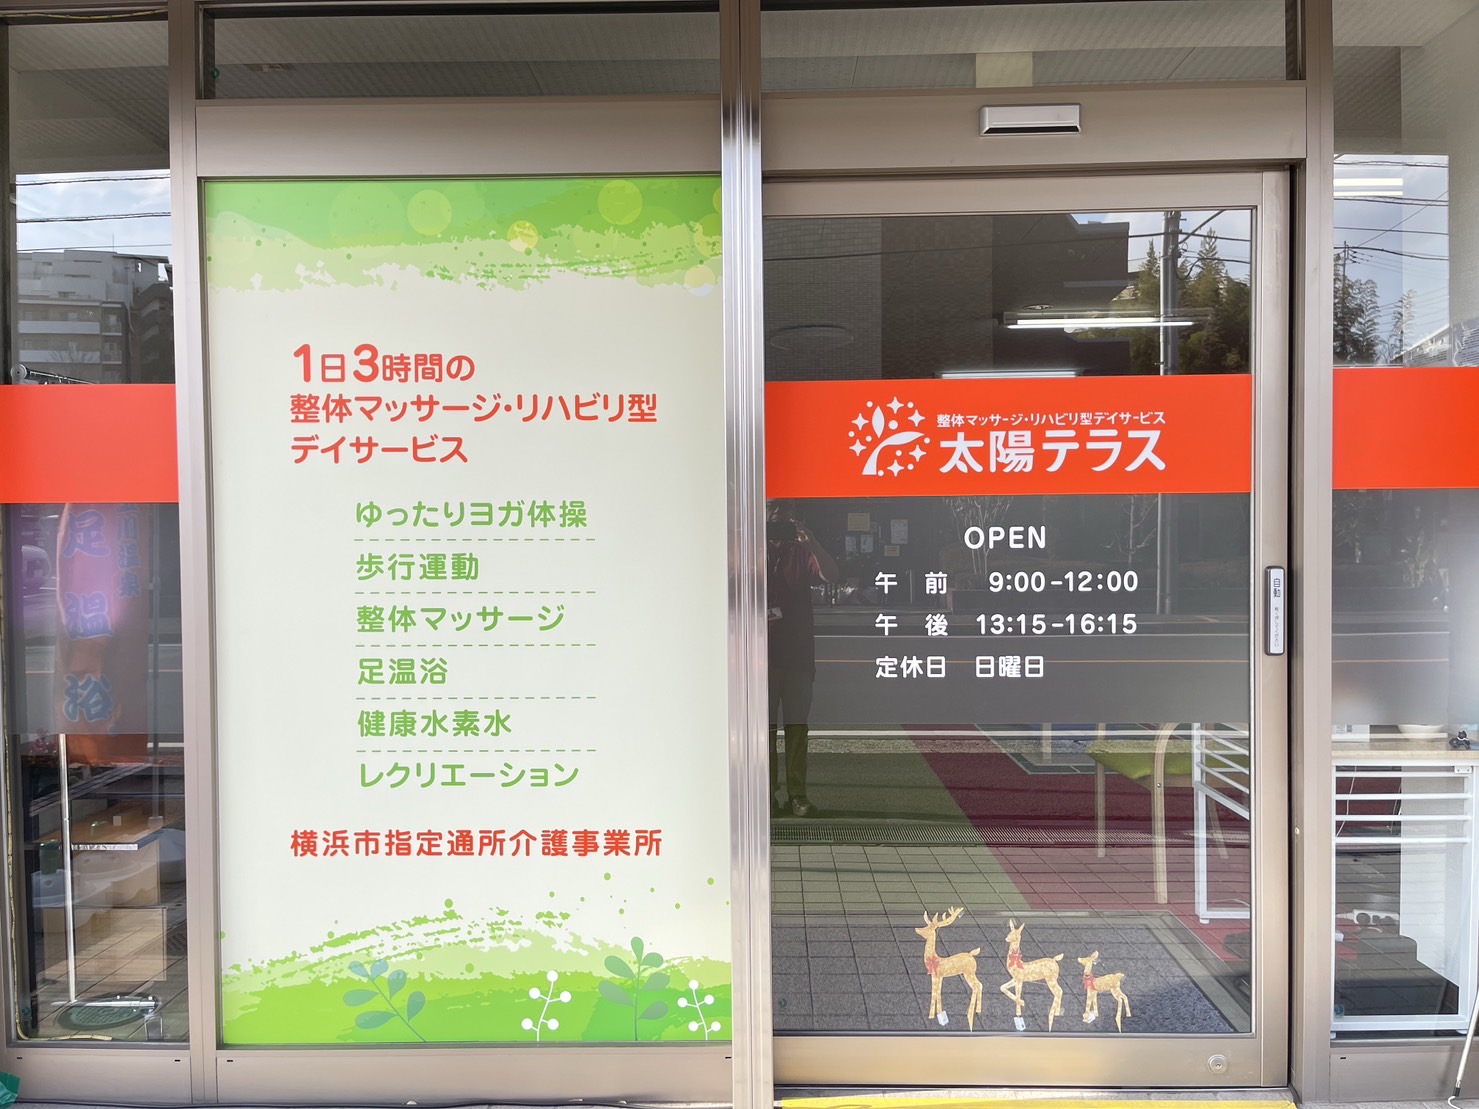 1日3時間の
整体マッサージ・リハビリ型
デイサービス
ゆったりヨガ体操
歩行運動
整体マッサージ
足温浴
健康水素水
レクリエーション
横浜市指定通所介護事業所
整体マッサージ・リハビリ型デイサービス
太陽テラス
OPEN
午 前 9:00-12:00
午 後 13:15-16:15
定休日 日曜日
自動
足温浴